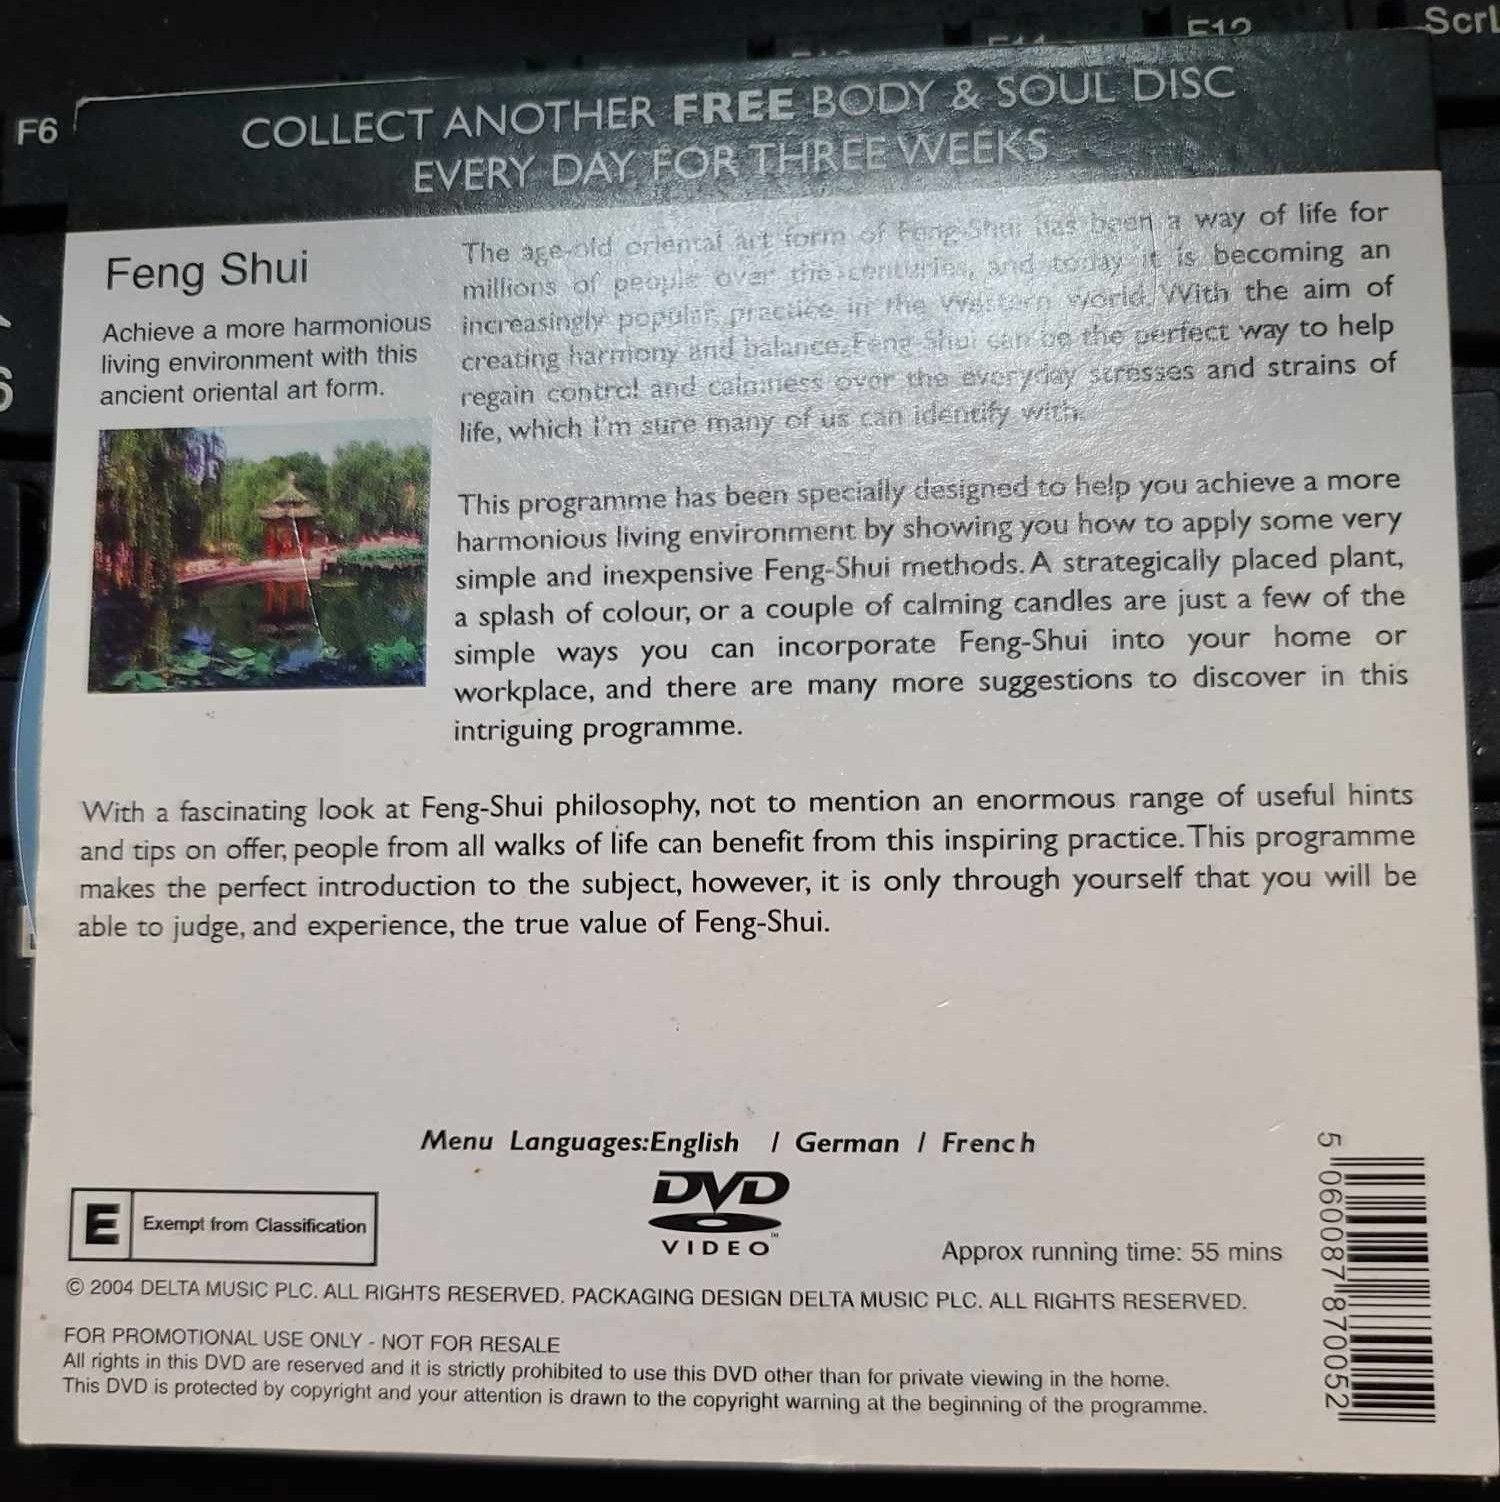 F12
ScrL
F6
COLLECT ANOTHER FREE BODY & SOUL DISC
EVERY DAY FOR THREE WEEKS
Feng Shui
Achieve a more harmonious
living environment with this
ancient oriental art form.
The age-old oriental art form of Feng-Shui has been a way of life for
millions of people over the centuries, and today it is becoming an
increasingly popular practice in the Western world. With the aim of
creating harmony and balance, Feng-Shui can be the perfect way to help
regain control and calmness over the everyday stresses and strains of
life, which I'm sure many of us can identify with.
This programme has been specially designed to help you achieve a more
harmonious living environment by showing you how to apply some very
simple and inexpensive Feng-Shui methods. A strategically placed plant,
a splash of colour, or a couple of calming candles are just a few of the
simple ways you can incorporate Feng-Shui into your home or
workplace, and there are many more suggestions to discover in this
intriguing programme.
With a fascinating look at Feng-Shui philosophy, not to mention an enormous range of useful hints
and tips on offer, people from all walks of life can benefit from this inspiring practice. This programme
makes the perfect introduction to the subject, however, it is only through yourself that you will be
able to judge, and experience, the true value of Feng-Shui.
Menu Languages:English / German / French
DVD
VIDEO™
E Exempt from Classification
Approx running time: 55 mins
© 2004 DELTA MUSIC PLC. ALL RIGHTS RESERVED. PACKAGING DESIGN DELTA MUSIC PLC. ALL RIGHTS RESERVED.
FOR PROMOTIONAL USE ONLY - NOT FOR RESALE
All rights in this DVD are reserved and it is strictly prohibited to use this DVD other than for private viewing in the home.
This DVD is protected by copyright and your attention is drawn to the copyright warning at the beginning of the programme.
5 060087 870052